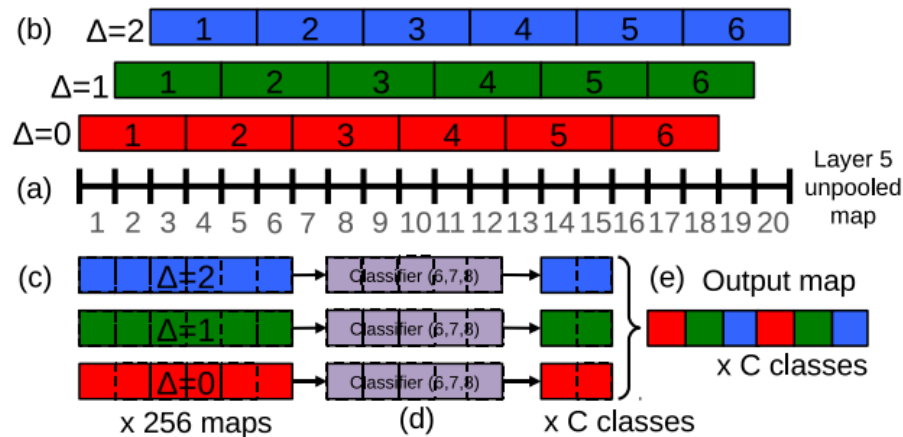 (b) Δ=2 1 2 3 4 5 6
Δ=1 1 2 3 4 5 6
Δ=0 1 2 3 4 5 6
(a)
Layer 5
unpooled
map
1 2 3 4 5 6 7 8 9 10 11 12 13 14 15 16 17 18 19 20
(c) Δ=2 Classifier (6,7,8)
(e) Output map
Δ=1 Classifier (6,7,8)
x C classes
Δ=0 Classifier (6,7,8)
x 256 maps (d) x C classes